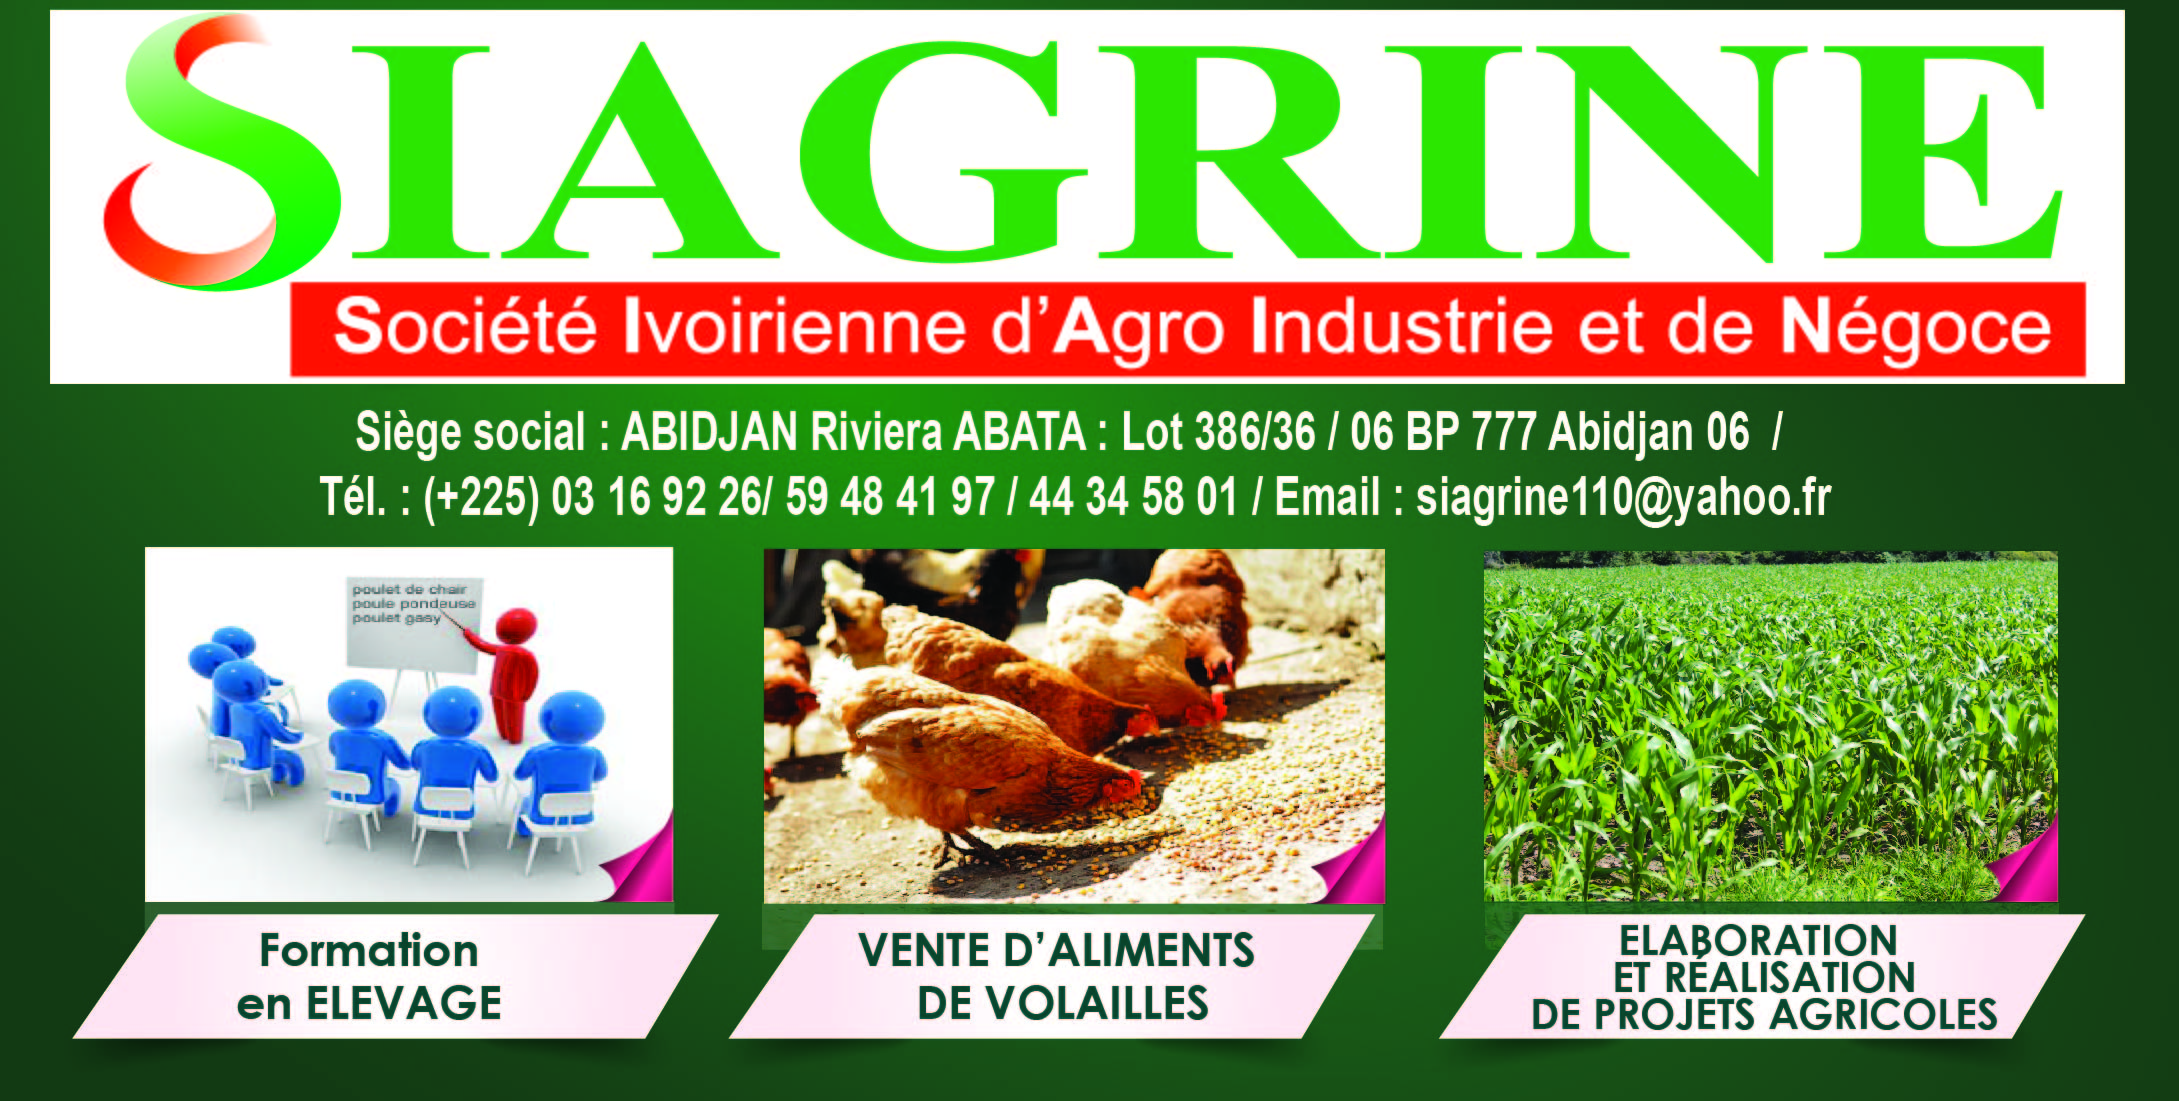 SIAGRINE
Société Ivoirienne d’Agro Industrie et de Négoce
Siège social : ABIDJAN Riviera ABATA : Lot 386/36 / 06 BP 777 Abidjan 06 /
Tél. : (+225) 03 16 92 26/ 59 48 41 97 / 44 34 58 01 / Email : siagrine110@yahoo.fr
poulet de chair
poule pondeuse
poulet gasy
Formation
en ELEVAGE
VENTE D’ALIMENTS
DE VOLAILLES
ELABORATION
ET RÉALISATION
DE PROJETS AGRICOLES